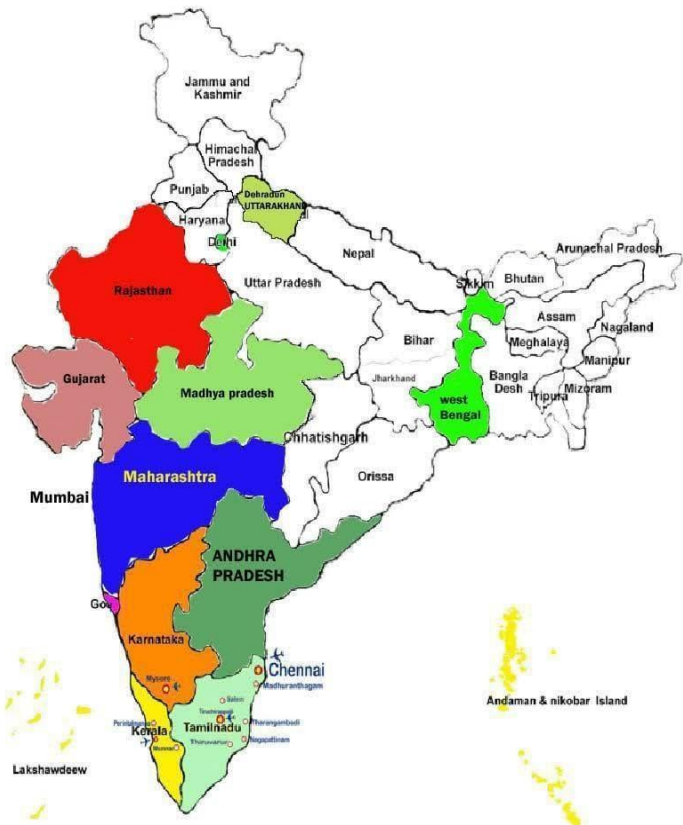 Jammu and
Kashmir
Himachal
Pradesh
Punjab
Dehradun
UTTARAKHAND
Haryana
Delhi
Nepal
Arunachal Pradesh
Sikkim
Bhutan
Rajasthan
Uttar Pradesh
Assam
Nagaland
Bihar
Meghalaya
Manipur
Gujarat
Madhya pradesh
Jharkhand
Bangla
Desh
Mizoram
Tripura
west
Bengal
Chhatishgarh
Maharashtra
Orissa
Mumbai
ANDHRA
PRADESH
Goa
Karnataka
Chennai
Mysore
Madhuranthagam
Andaman & nikobar Island
Salem
Tharangambadi
Kerala
Tamilnadu
Nagapattinam
Munnar
Thiruvarur
Lakshawdeew